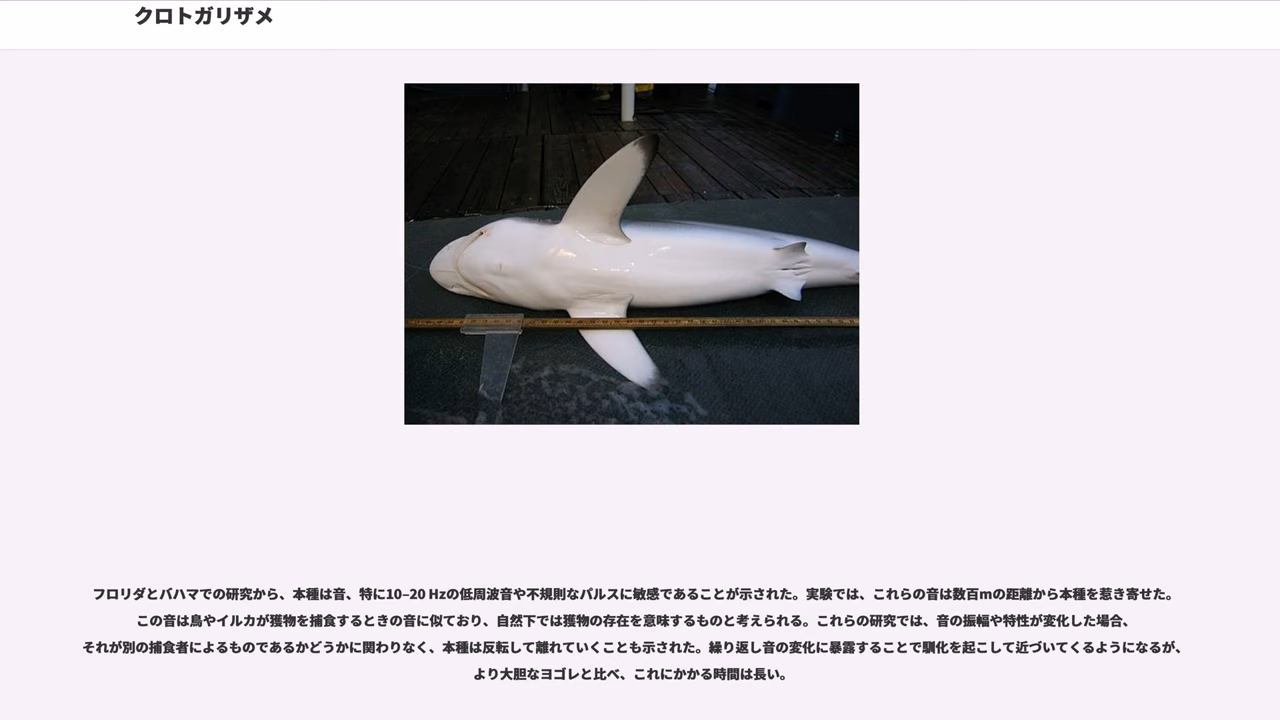 クロトガリザメ
フロリダとバハマでの研究から、本種は音、特に10–20 Hzの低周波音や不規則なパルスに敏感であることが示された。実験では、これらの音は数百mの距離から本種を惹き寄せた。
この音は鳥やイルカが獲物を捕食するときの音に似ており、自然下では獲物の存在を意味するものと考えられる。これらの研究では、音の振幅や特性が変化した場合、
それが別の捕食者によるものであるかどうかに関わりなく、本種は反転して離れていくことも示された。繰り返し音の変化に暴露することで馴化を起こして近づいてくるようになるが、
より大胆なヨゴレと比べ、これにかかる時間は長い。